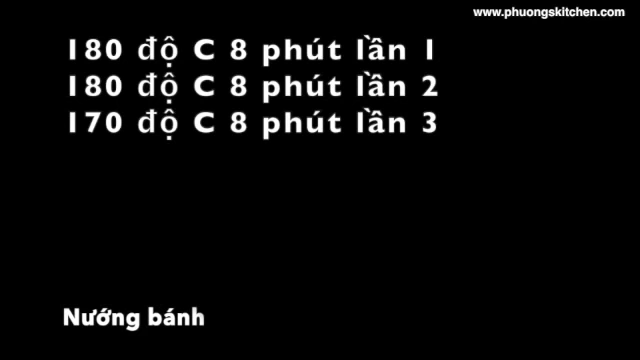 www.phuongskitchen.com
180 độ C 8 phút lần 1
180 độ C 8 phút lần 2
170 độ C 8 phút lần 3
Nướng bánh